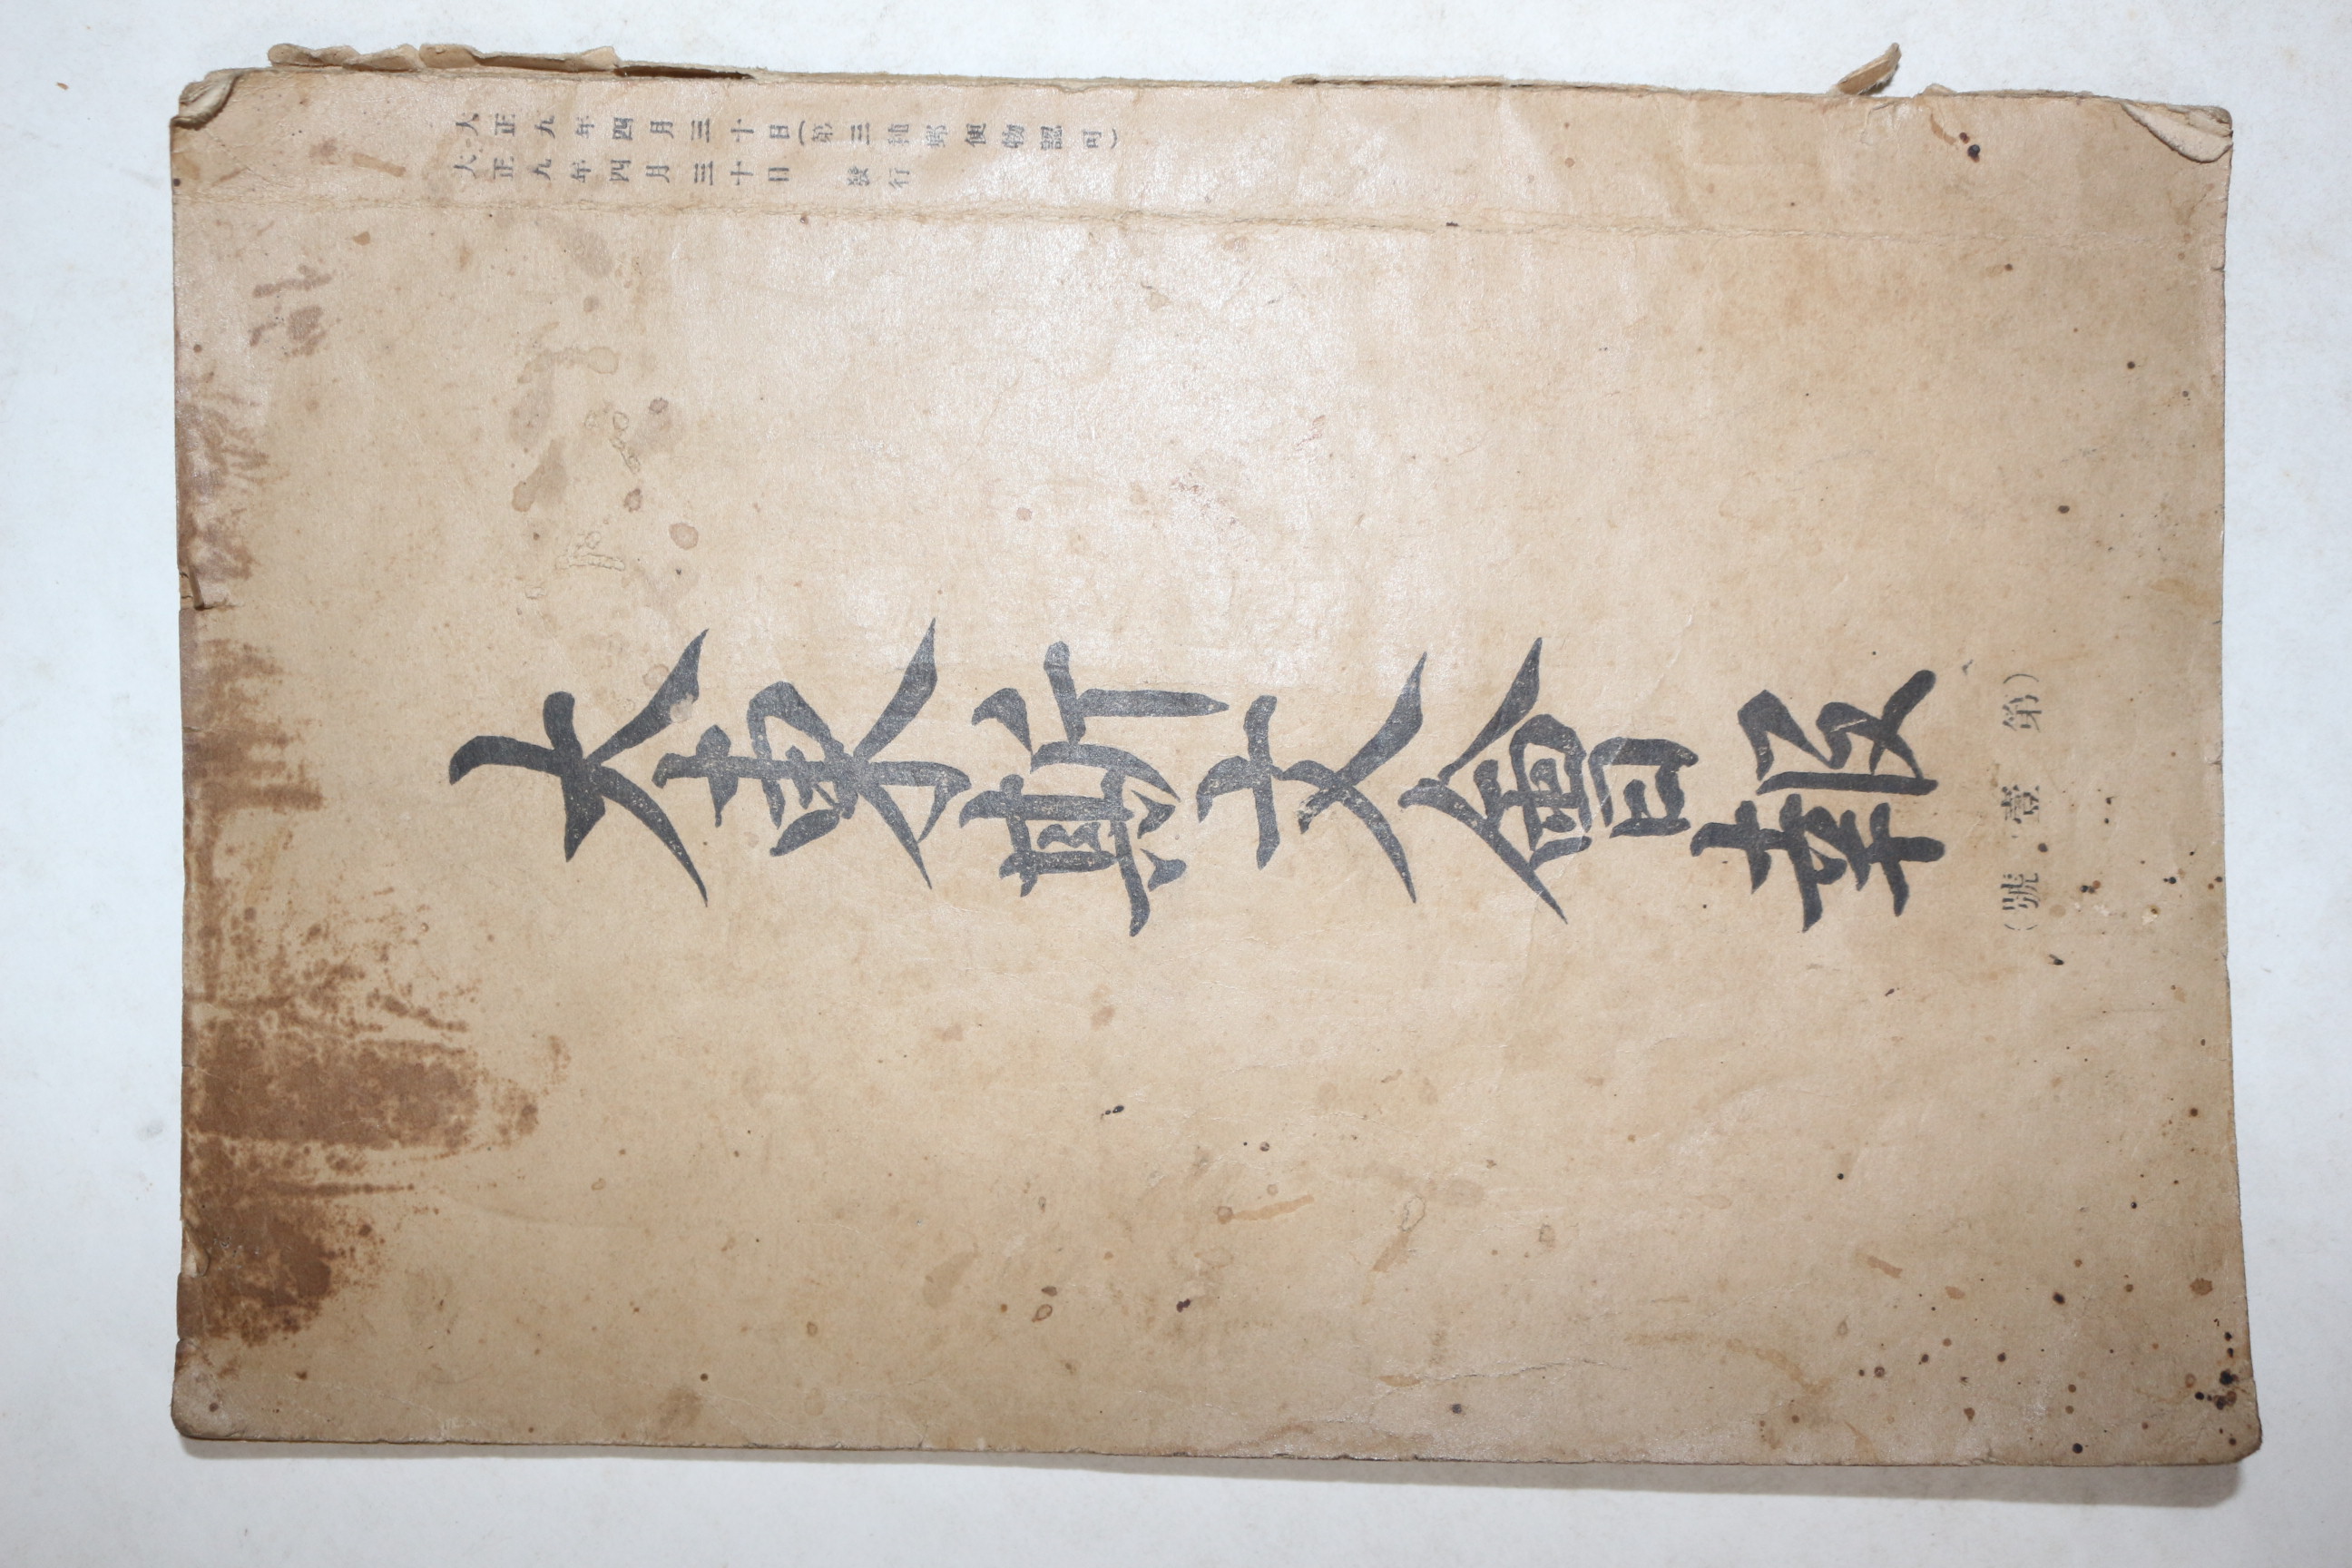 大正九年四月三十日(第三種郵便物認可)
大正九年四月三十日 發行
大東斯文會報
(號壹第)